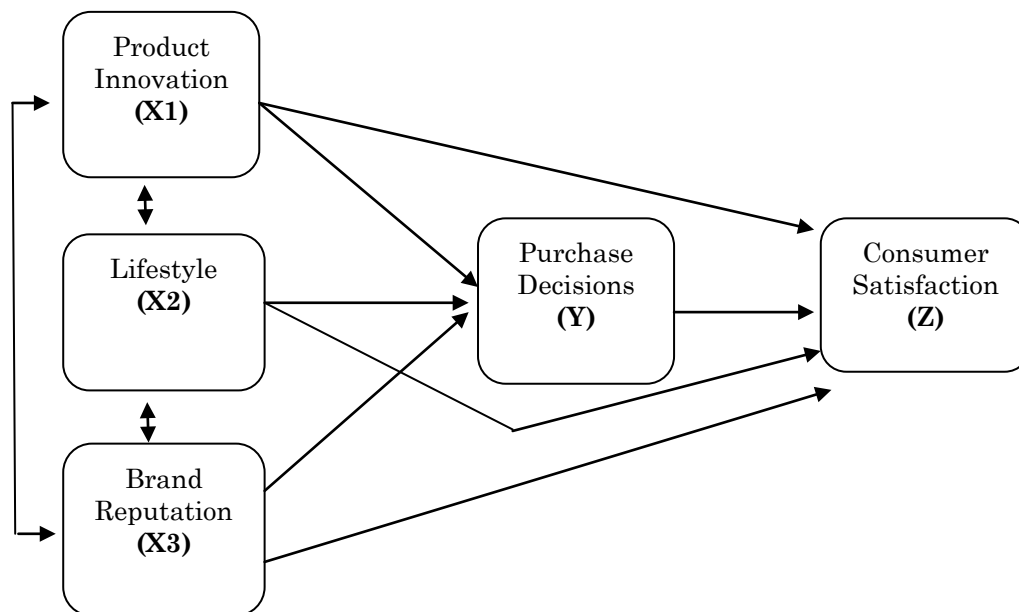 Product
Innovation
(X1)
Lifestyle
(X2)
Brand
Reputation
(X3)
Purchase
Decisions
(Y)
Consumer
Satisfaction
(Z)